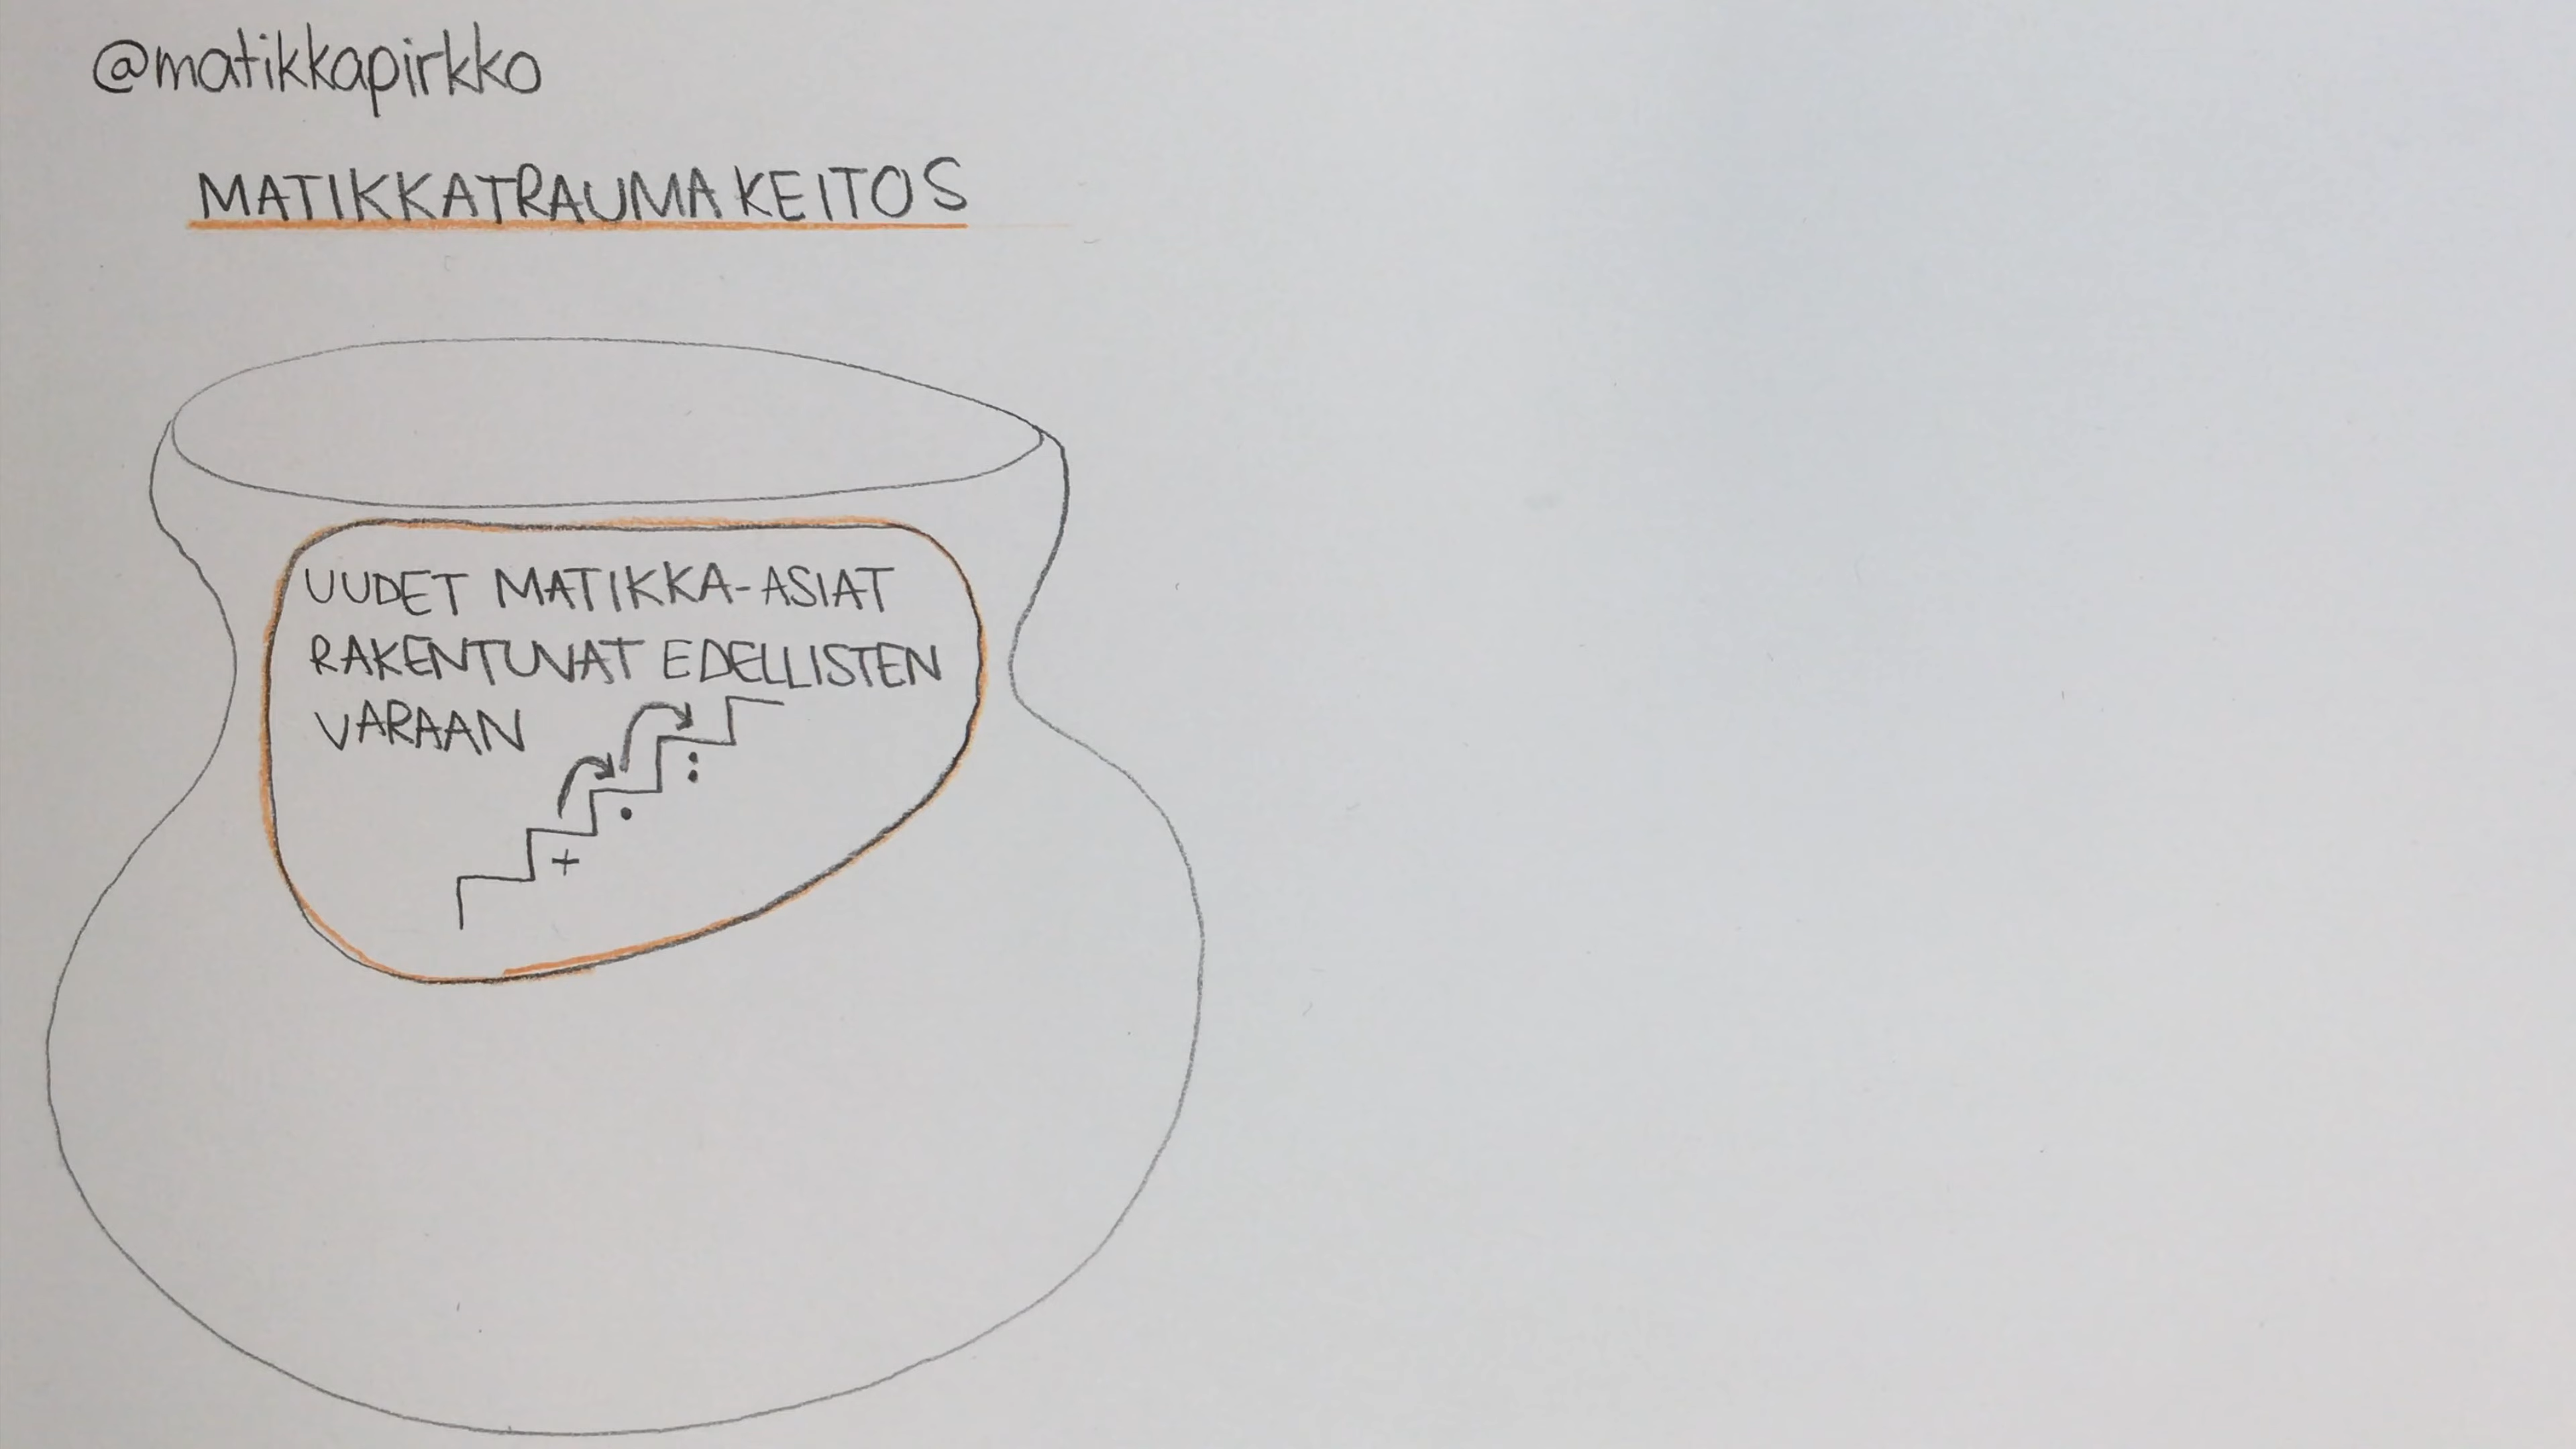 @matikkapirkko
MATIKKATRAUMAKEITOS
UUDET MATIKKA-ASIAT
RAKENTUVAT EDELLISTEN
VARAAN
:
•
+